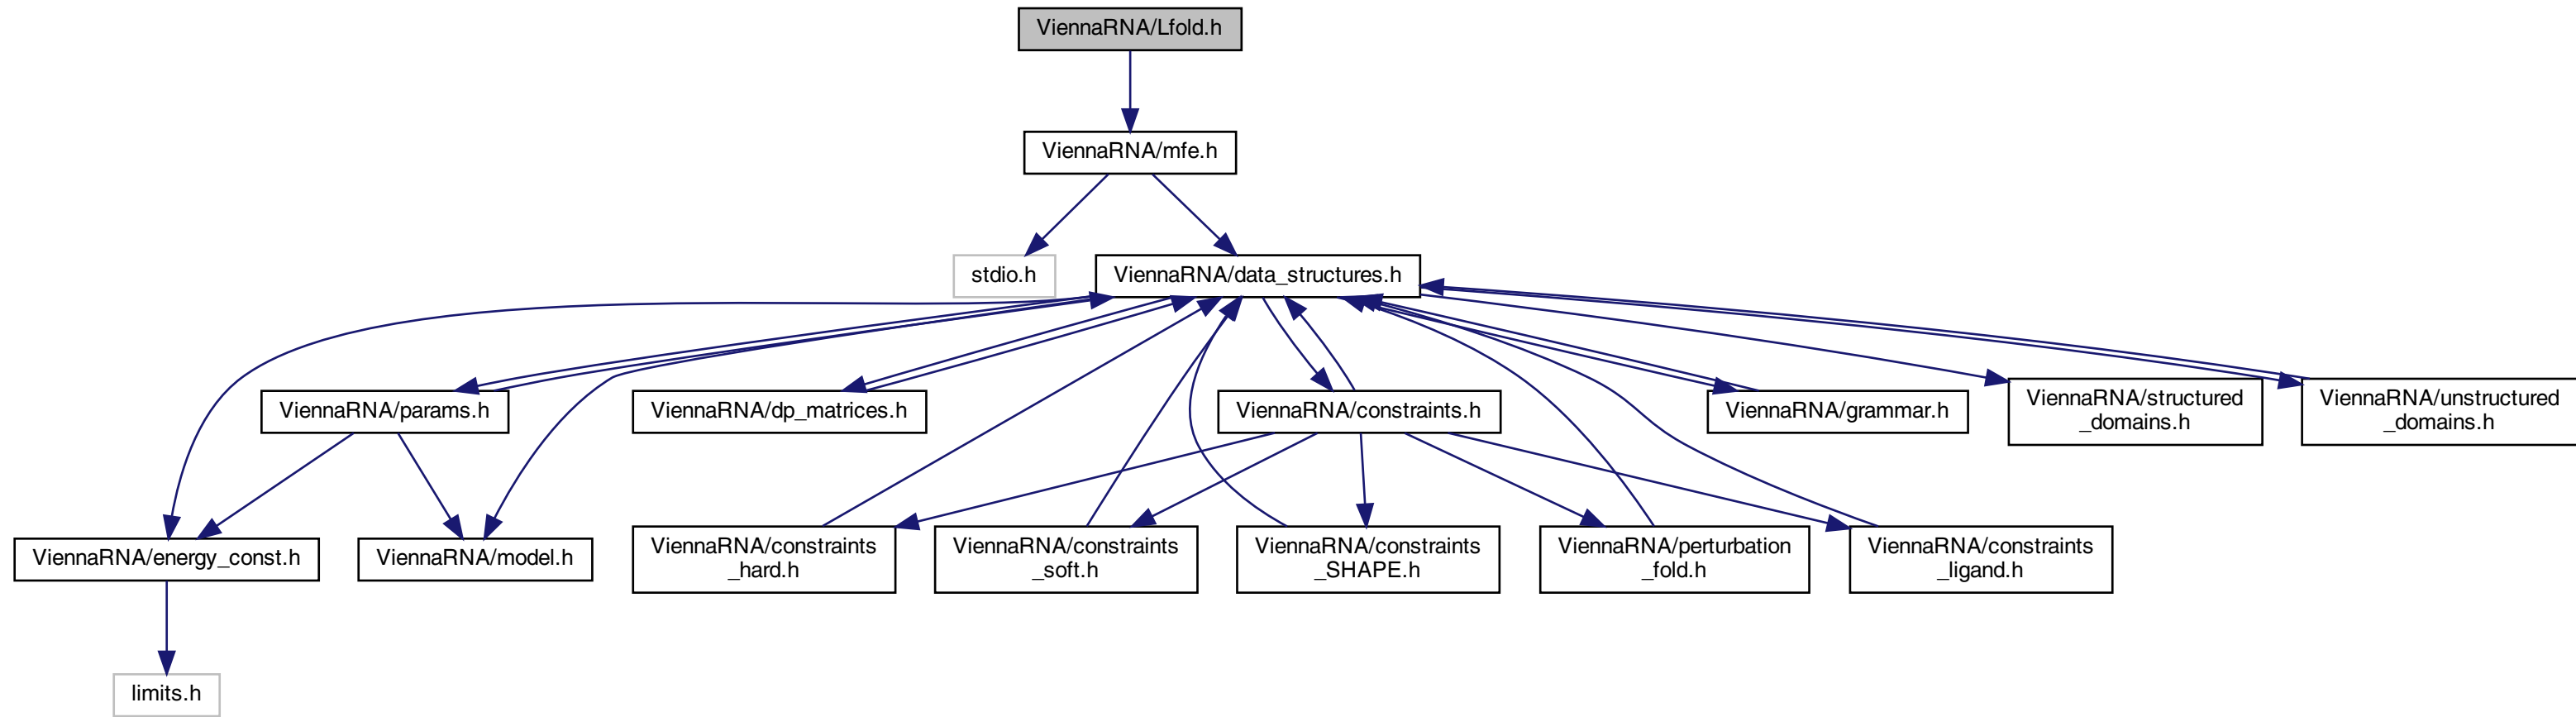 ViennaRNA/Lfold.h
ViennaRNA/mfe.h
stdio.h
ViennaRNA/data_structures.h
ViennaRNA/params.h
ViennaRNA/dp_matrices.h
ViennaRNA/constraints.h
ViennaRNA/grammar.h
ViennaRNA/structured
_domains.h
ViennaRNA/unstructured
_domains.h
ViennaRNA/energy_const.h
ViennaRNA/model.h
ViennaRNA/constraints
_hard.h
ViennaRNA/constraints
_soft.h
ViennaRNA/constraints
_SHAPE.h
ViennaRNA/perturbation
_fold.h
ViennaRNA/constraints
_ligand.h
limits.h